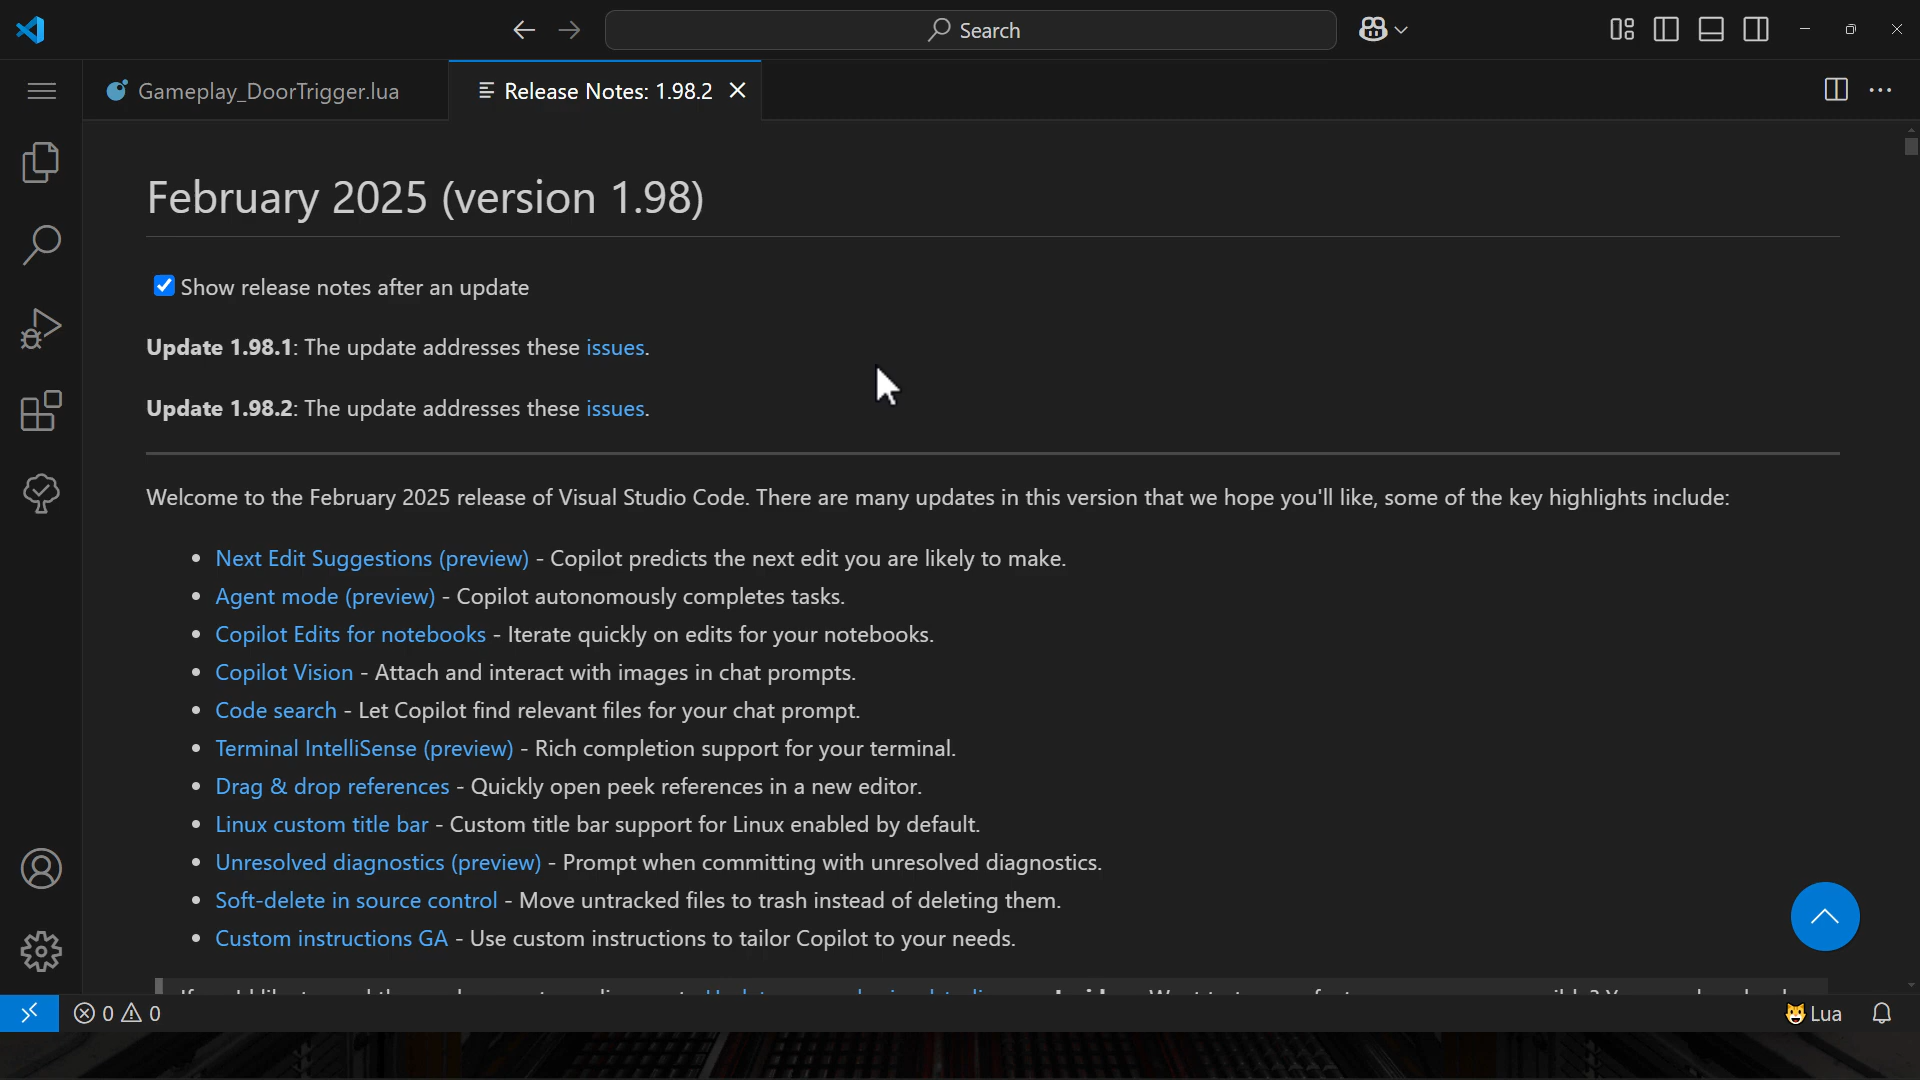 Search
Gameplay_DoorTrigger.lua
Release Notes: 1.98.2
February 2025 (version 1.98)
Show release notes after an update
Update 1.98.1: The update addresses these issues.
Update 1.98.2: The update addresses these issues.
Welcome to the February 2025 release of Visual Studio Code. There are many updates in this version that we hope you'll like, some of the key highlights include:
• Next Edit Suggestions (preview) - Copilot predicts the next edit you are likely to make.
• Agent mode (preview) - Copilot autonomously completes tasks.
• Copilot Edits for notebooks - Iterate quickly on edits for your notebooks.
• Copilot Vision - Attach and interact with images in chat prompts.
• Code search - Let Copilot find relevant files for your chat prompt.
• Terminal IntelliSense (preview) - Rich completion support for your terminal.
• Drag & drop references - Quickly open peek references in a new editor.
• Linux custom title bar - Custom title bar support for Linux enabled by default.
• Unresolved diagnostics (preview) - Prompt when committing with unresolved diagnostics.
• Soft-delete in source control - Move untracked files to trash instead of deleting them.
• Custom instructions GA - Use custom instructions to tailor Copilot to your needs.
0 0
Lua